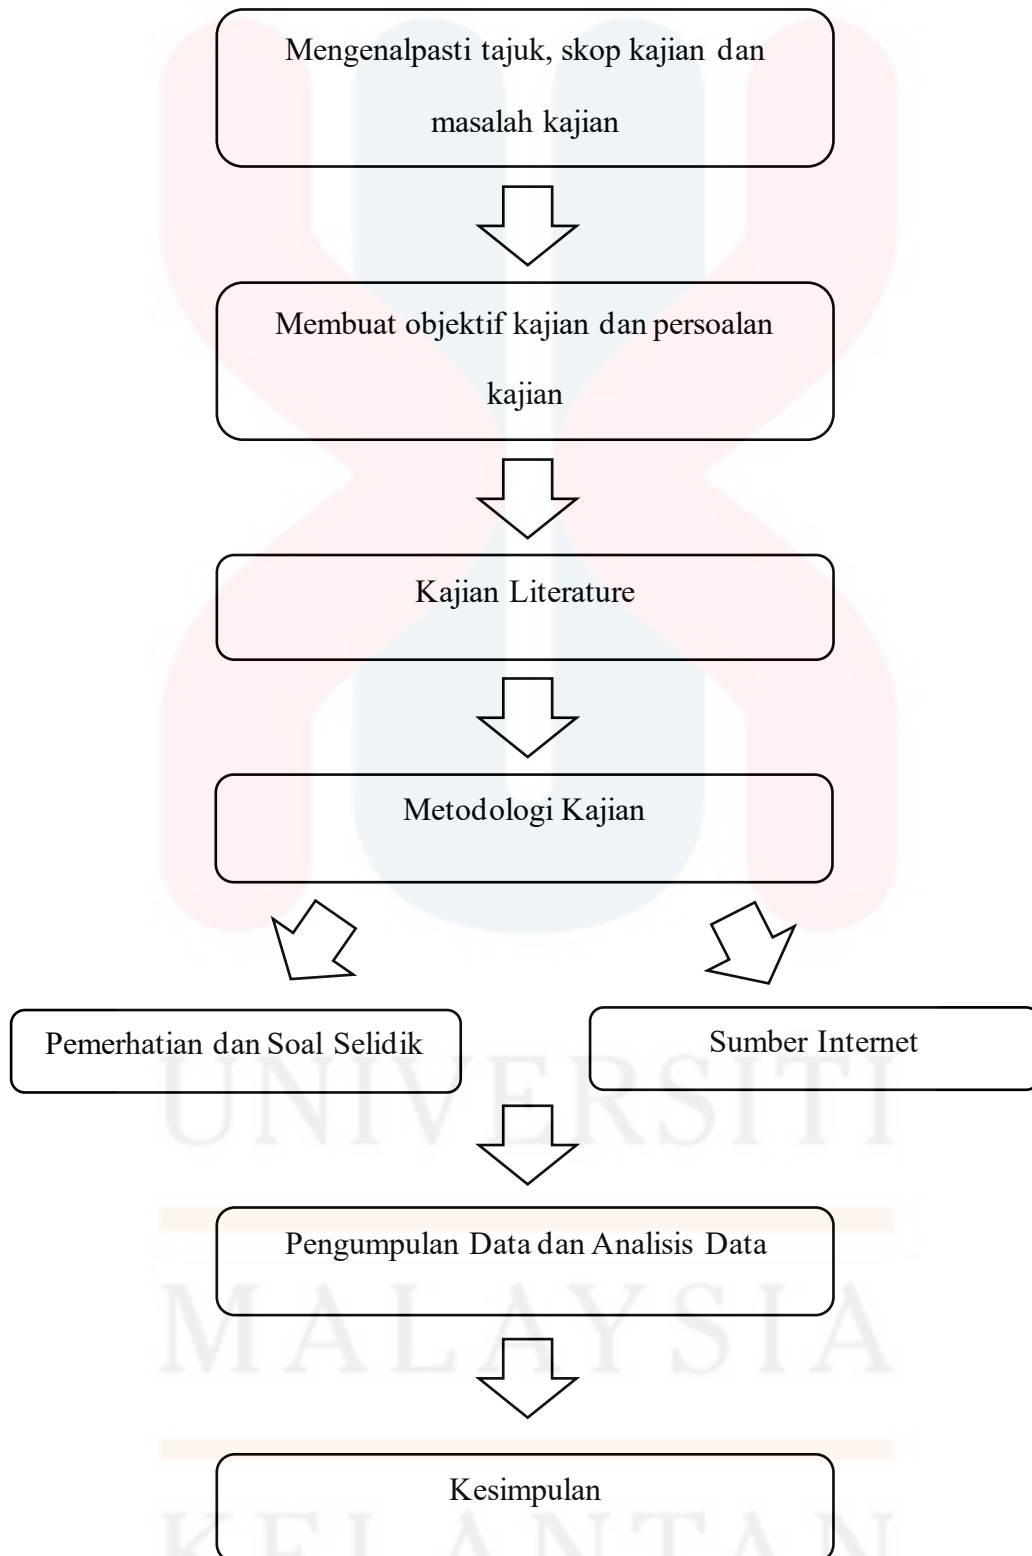 Mengenalpasti tajuk, skop kajian dan
masalah kajian
Membuat objektif kajian dan persoalan
kajian
Kajian Literature
Metodologi Kajian
Pemerhatian dan Soal Selidik
Sumber Internet
UNIVERSITI
Pengumpulan Data dan Analisis Data
MALAYSIA
Kesimpulan
KELANTAN